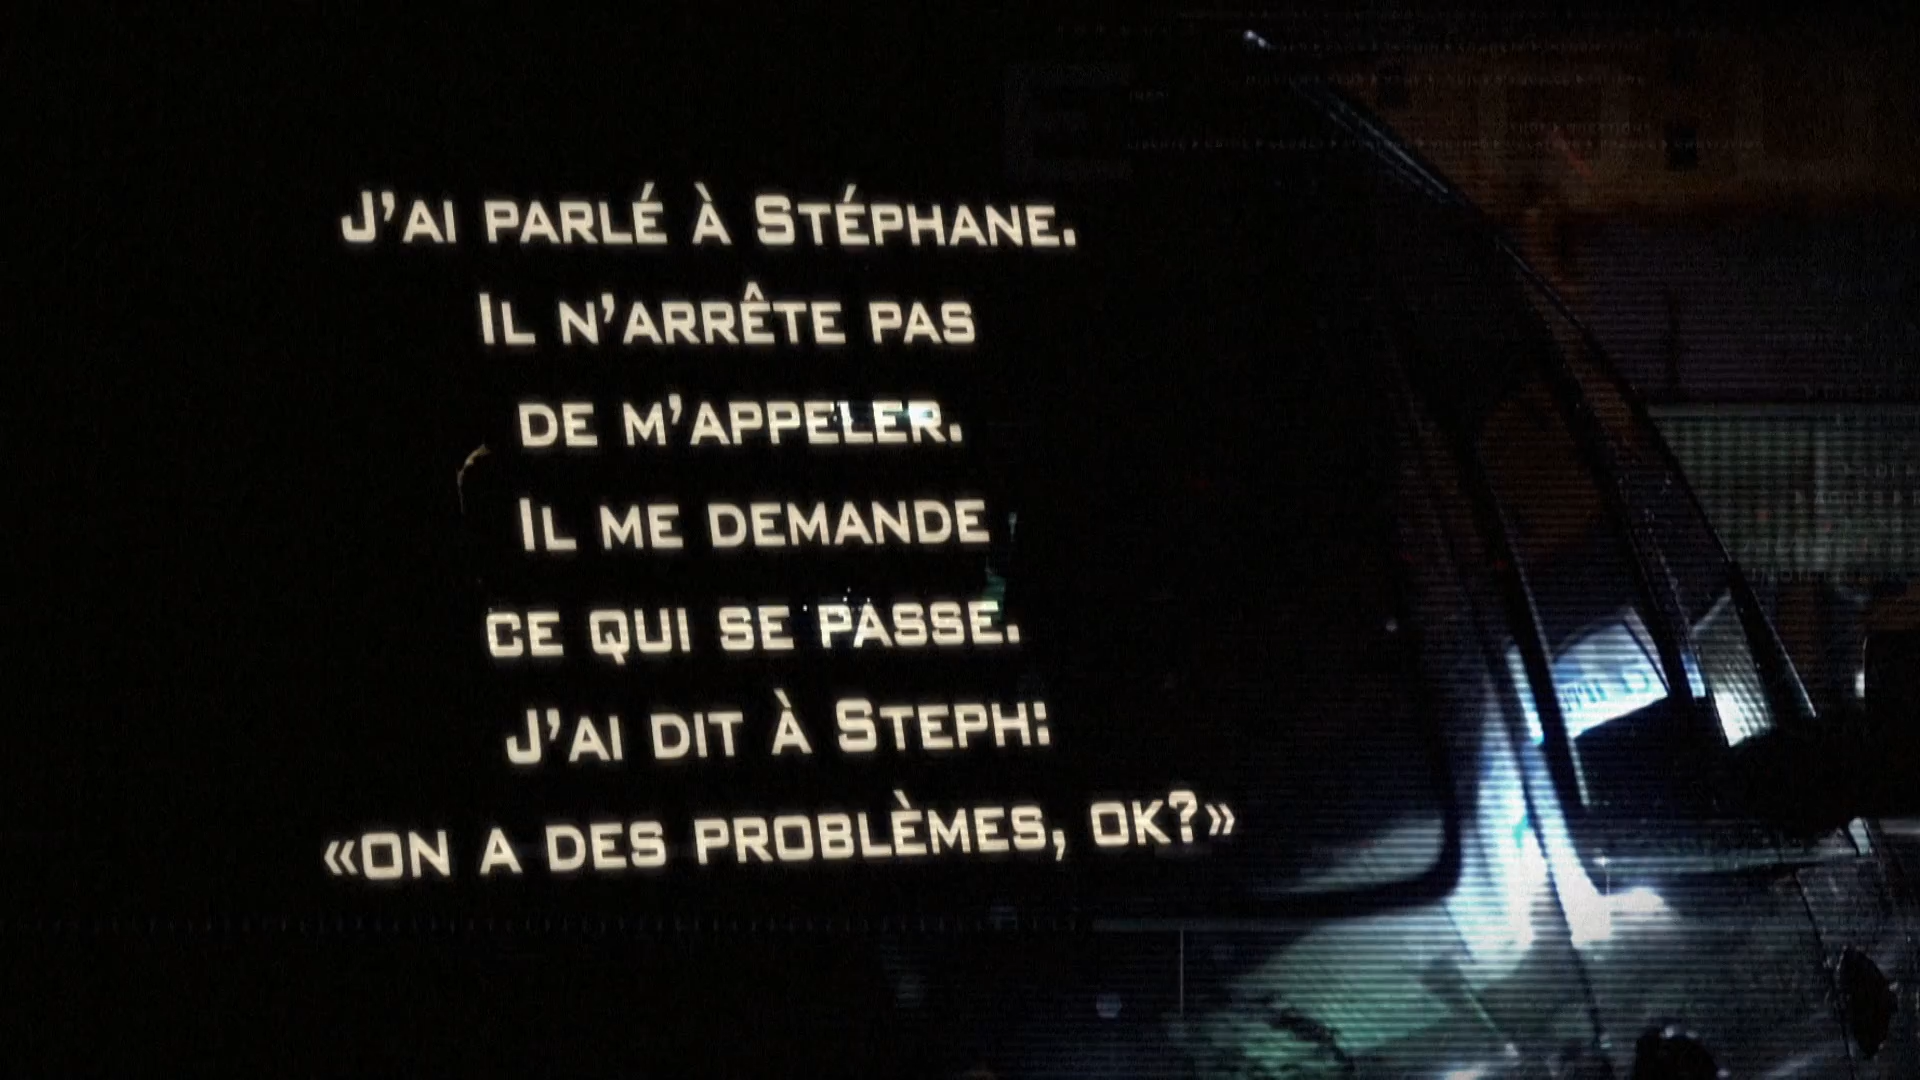 J'ai parlé à Stéphane.
Il n'arrête pas
de m'appeler.
Il me demande
ce qui se passe.
J'ai dit à Steph:
«on a des problèmes, ok?»